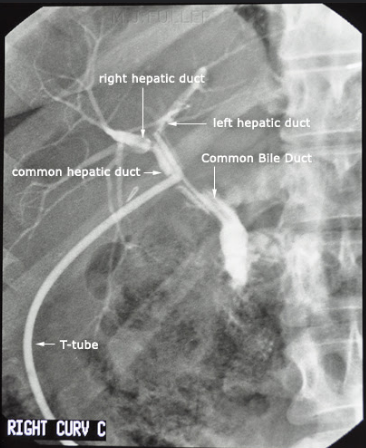 right hepatic duct
left hepatic duct
Common Bile Duct
common hepatic duct
T-tube
RIGHT CURV C